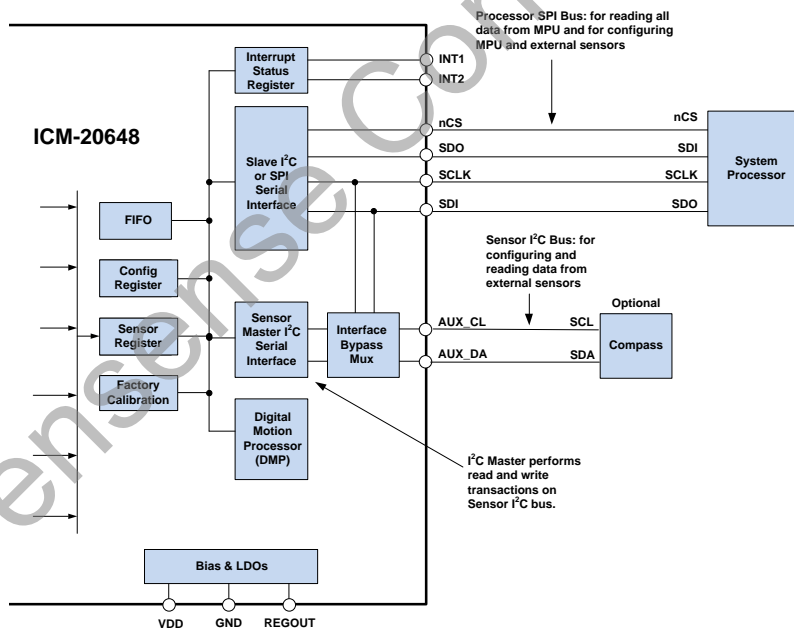 Processor SPI Bus: for reading all
data from MPU and for configuring
MPU and external sensors
Interrupt
Status
Register
INT1
INT2
ICM-20648
Slave I²C
or SPI
Serial
Interface
nCS
nCS
SDO
SDI
SCLK
SCLK
SDI
SDO
System
Processor
FIFO
Config
Register
Sensor
Register
Factory
Calibration
Sensor I²C Bus: for
configuring and
reading data from
external sensors
Sensor
Master I²C
Serial
Interface
Interface
Bypass
Mux
AUX_CL
SCL
AUX_DA
SDA
Optional
Compass
Digital
Motion
Processor
(DMP)
I²C Master performs
read and write
transactions on
Sensor I²C bus.
Bias & LDOs
VDD
GND
REGOUT
ensense Con